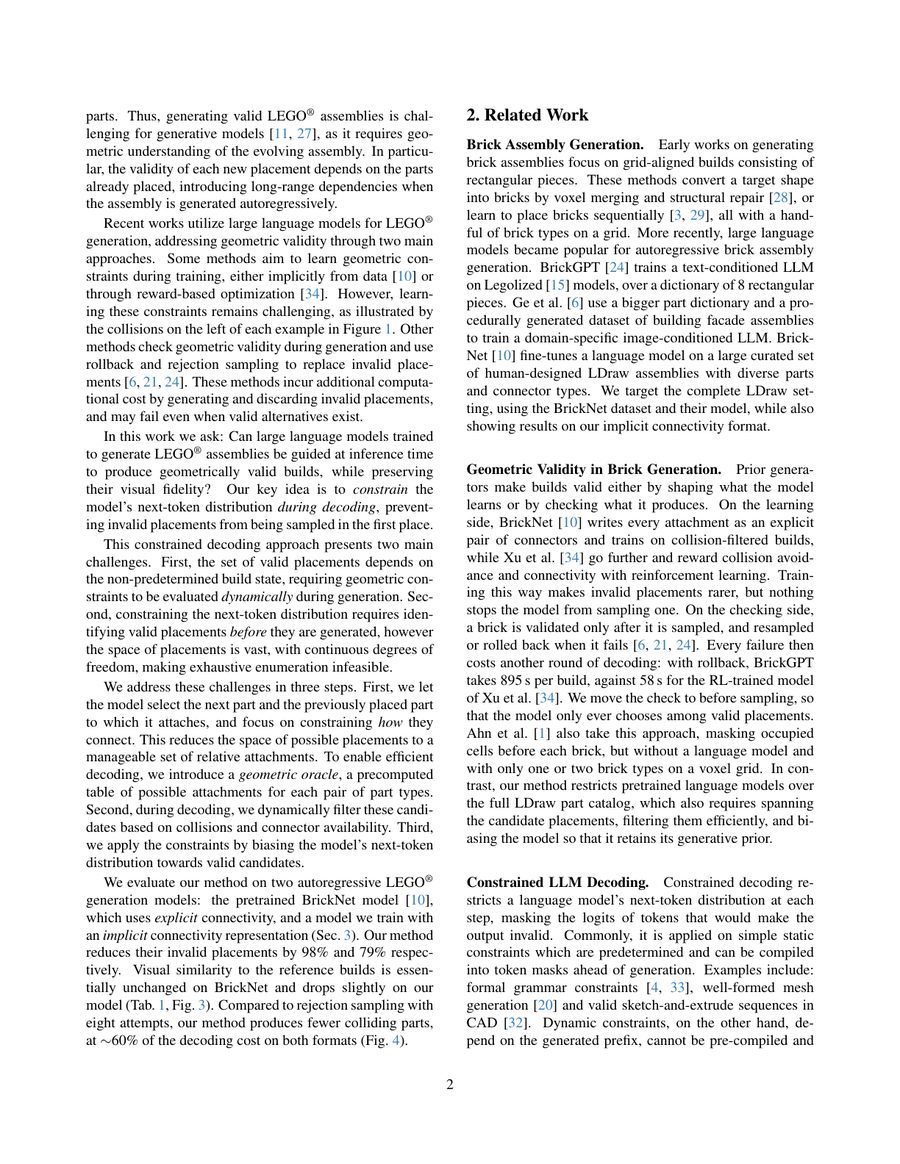 parts. Thus, generating valid LEGO® assemblies is chal-
lenging for generative models [11, 27], as it requires geo-
metric understanding of the evolving assembly. In particu-
lar, the validity of each new placement depends on the parts
already placed, introducing long-range dependencies when
the assembly is generated autoregressively.
Recent works utilize large language models for LEGO®
generation, addressing geometric validity through two main
approaches. Some methods aim to learn geometric con-
straints during training, either implicitly from data [10] or
through reward-based optimization [34]. However, learn-
ing these constraints remains challenging, as illustrated by
the collisions on the left of each example in Figure 1. Other
methods check geometric validity during generation and use
rollback and rejection sampling to replace invalid place-
ments [6, 21, 24]. These methods incur additional computa-
tional cost by generating and discarding invalid placements,
and may fail even when valid alternatives exist.
In this work we ask: Can large language models trained
to generate LEGO® assemblies be guided at inference time
to produce geometrically valid builds, while preserving
their visual fidelity? Our key idea is to constrain the
model's next-token distribution during decoding, prevent-
ing invalid placements from being sampled in the first place.
This constrained decoding approach presents two main
challenges. First, the set of valid placements depends on
the non-predetermined build state, requiring geometric con-
straints to be evaluated dynamically during generation. Sec-
ond, constraining the next-token distribution requires iden-
tifying valid placements before they are generated, however
the space of placements is vast, with continuous degrees of
freedom, making exhaustive enumeration infeasible.
We address these challenges in three steps. First, we let
the model select the next part and the previously placed part
to which it attaches, and focus on constraining how they
connect. This reduces the space of possible placements to a
manageable set of relative attachments. To enable efficient
decoding, we introduce a geometric oracle, a precomputed
table of possible attachments for each pair of part types.
Second, during decoding, we dynamically filter these candi-
dates based on collisions and connector availability. Third,
we apply the constraints by biasing the model's next-token
distribution towards valid candidates.
We evaluate our method on two autoregressive LEGO®
generation models: the pretrained BrickNet model [10],
which uses explicit connectivity, and a model we train with
an implicit connectivity representation (Sec. 3). Our method
reduces their invalid placements by 98% and 79% respec-
tively. Visual similarity to the reference builds is essen-
tially unchanged on BrickNet and drops slightly on our
model (Tab. 1, Fig. 3). Compared to rejection sampling with
eight attempts, our method produces fewer colliding parts,
at ∼60% of the decoding cost on both formats (Fig. 4).
2. Related Work
Brick Assembly Generation. Early works on generating
brick assemblies focus on grid-aligned builds consisting of
rectangular pieces. These methods convert a target shape
into bricks by voxel merging and structural repair [28], or
learn to place bricks sequentially [3, 29], all with a hand-
ful of brick types on a grid. More recently, large language
models became popular for autoregressive brick assembly
generation. BrickGPT [24] trains a text-conditioned LLM
on Legolized [15] models, over a dictionary of 8 rectangular
pieces. Ge et al. [6] use a bigger part dictionary and a pro-
cedurally generated dataset of building facade assemblies
to train a domain-specific image-conditioned LLM. Brick-
Net [10] fine-tunes a language model on a large curated set
of human-designed LDraw assemblies with diverse parts
and connector types. We target the complete LDraw set-
ting, using the BrickNet dataset and their model, while also
showing results on our implicit connectivity format.
Geometric Validity in Brick Generation. Prior genera-
tors make builds valid either by shaping what the model
learns or by checking what it produces. On the learning
side, BrickNet [10] writes every attachment as an explicit
pair of connectors and trains on collision-filtered builds,
while Xu et al. [34] go further and reward collision avoid-
ance and connectivity with reinforcement learning. Train-
ing this way makes invalid placements rarer, but nothing
stops the model from sampling one. On the checking side,
a brick is validated only after it is sampled, and resampled
or rolled back when it fails [6, 21, 24]. Every failure then
costs another round of decoding: with rollback, BrickGPT
takes 895 s per build, against 58 s for the RL-trained model
of Xu et al. [34]. We move the check to before sampling, so
that the model only ever chooses among valid placements.
Ahn et al. [1] also take this approach, masking occupied
cells before each brick, but without a language model and
with only one or two brick types on a voxel grid. In con-
trast, our method restricts pretrained language models over
the full LDraw part catalog, which also requires spanning
the candidate placements, filtering them efficiently, and bi-
asing the model so that it retains its generative prior.
Constrained LLM Decoding. Constrained decoding re-
stricts a language model's next-token distribution at each
step, masking the logits of tokens that would make the
output invalid. Commonly, it is applied on simple static
constraints which are predetermined and can be compiled
into token masks ahead of generation. Examples include:
formal grammar constraints [4, 33], well-formed mesh
generation [20] and valid sketch-and-extrude sequences in
CAD [32]. Dynamic constraints, on the other hand, de-
pend on the generated prefix, cannot be pre-compiled and
2